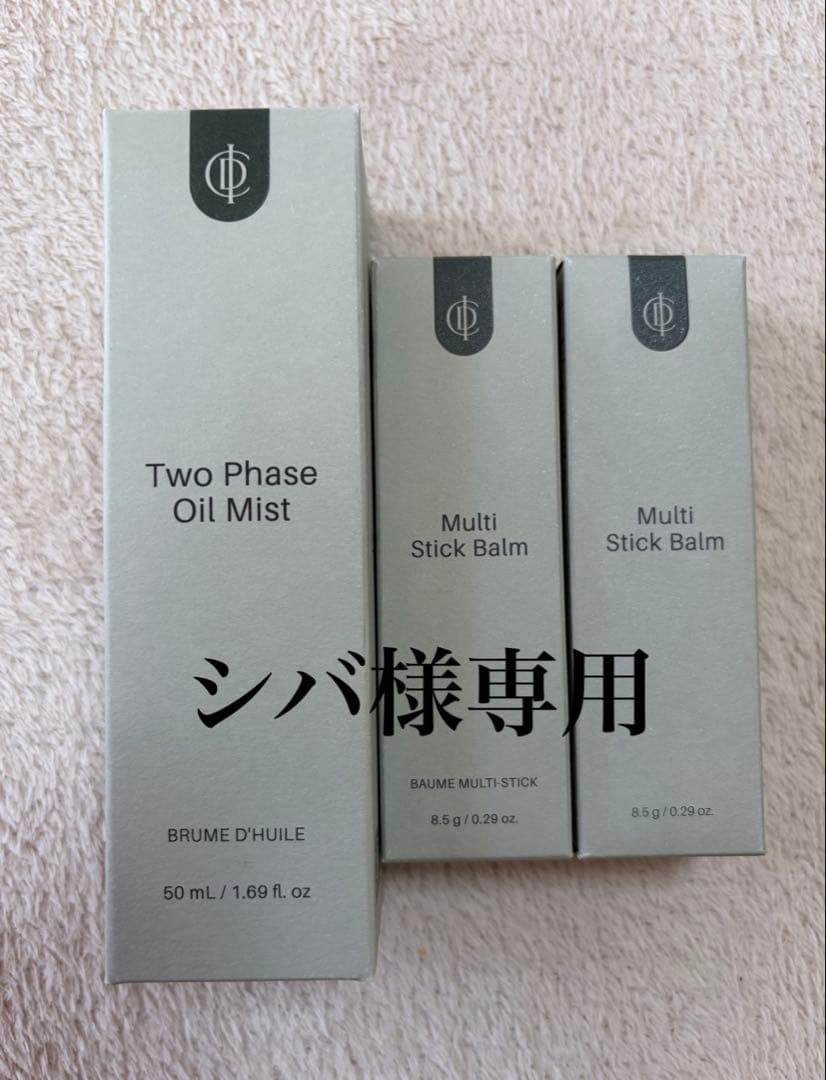 Two Phase
Oil Mist
BRUME D'HUILE
50 mL / 1.69 fl. oz
Multi
Stick Balm
BAUME MULTI-STICK
8.5 g / 0.29 oz.
Multi
Stick Balm
8.5 g / 0.29 oz.
シバ様専用